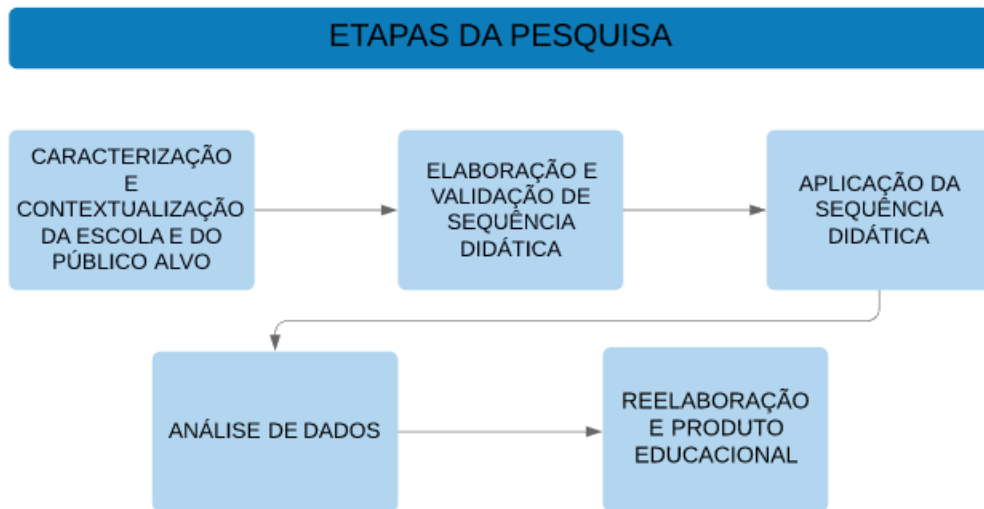 ETAPAS DA PESQUISA
CARACTERIZAÇÃO
E
CONTEXTUALIZAÇÃO
DA ESCOLA E DO
PÚBLICO ALVO
ELABORAÇÃO E
VALIDAÇÃO DE
SEQUÊNCIA
DIDÁTICA
APLICAÇÃO DA
SEQUÊNCIA
DIDÁTICA
ANÁLISE DE DADOS
REELABORAÇÃO
E PRODUTO
EDUCACIONAL